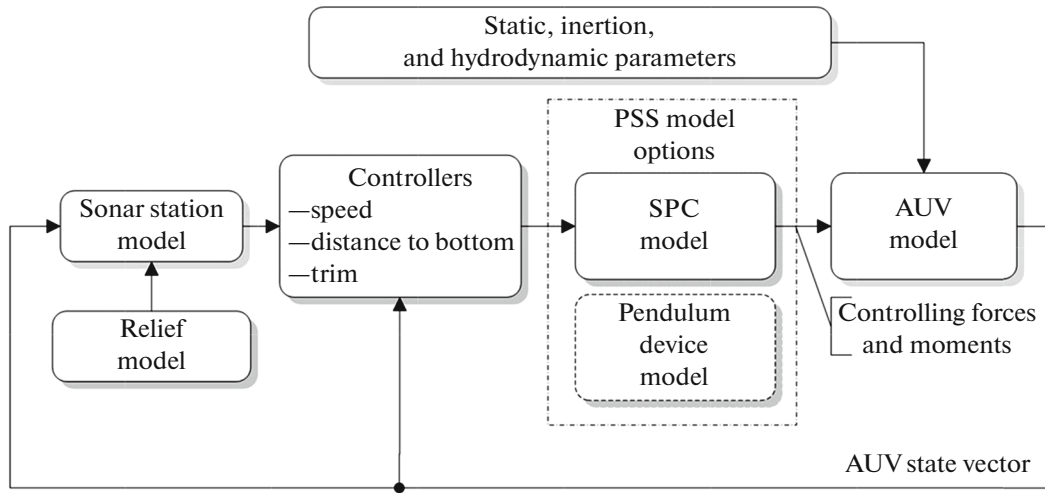 Static, inertion,
and hydrodynamic parameters
PSS model
options
Controllers
—speed
—distance to bottom
—trim
Sonar station
model
SPC
model
AUV
model
Relief
model
Pendulum
device
model
Controlling forces
and moments
AUV state vector